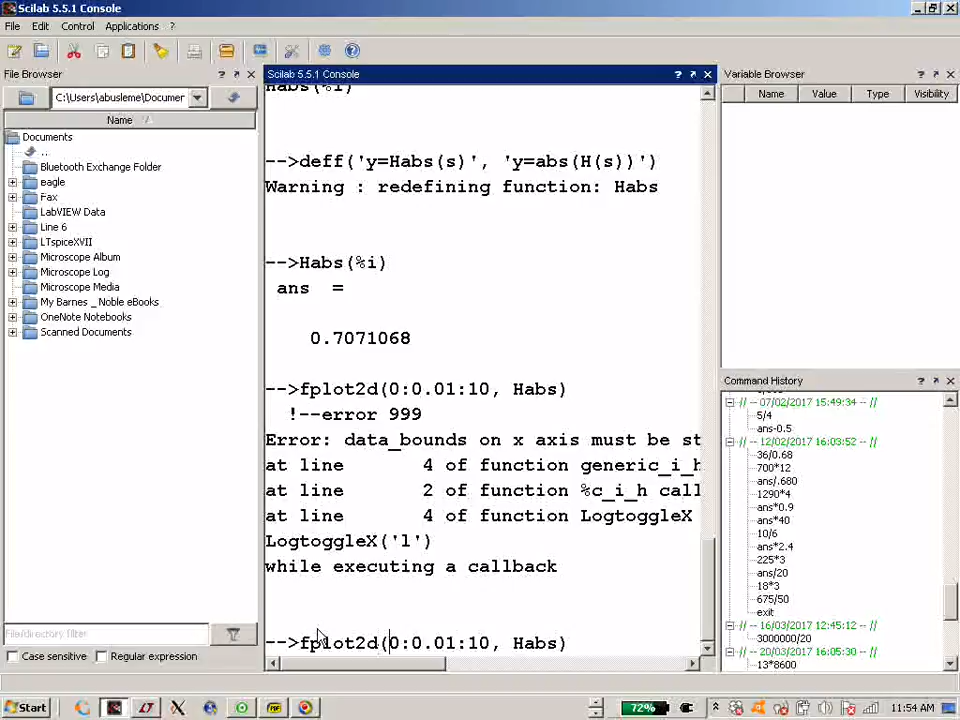 Scilab 5.5.1 Console
File Edit Control Applications ?
File Browser ?
C:\Users\abusleme\Documer
Name
Documents
..
Bluetooth Exchange Folder
eagle
Fax
LabVIEW Data
Line 6
LTspiceXVII
Microscope Album
Microscope Log
Microscope Media
My Barnes _ Noble eBooks
OneNote Notebooks
Scanned Documents
File/directory filter
Case sensitive Regular expression
Scilab 5.5.1 Console ?
Habs(%i)
-->deff('y=Habs(s)', 'y=abs(H(s))')
Warning : redefining function: Habs
-->Habs(%i)
ans =
0.7071068
-->fplot2d(0:0.01:10, Habs)
!--error 999
Error: data_bounds on x axis must be st
at line 4 of function generic_i_h
at line 2 of function %c_i_h call
at line 4 of function LogtoggleX
LogtoggleX('l')
while executing a callback
-->fplot2d(0:0.01:10, Habs)
Variable Browser ?
Name Value Type Visibility
Command History ?
// -- 07/02/2017 15:49:34 -- //
5/4
ans-0.5
// -- 12/02/2017 16:03:52 -- //
36/0.68
700*12
ans/.680
1290*4
ans*0.9
ans*40
10/6
ans*2.4
225*3
ans/20
18*3
675/50
exit
// -- 16/03/2017 12:45:12 -- //
3000000/20
// -- 20/03/2017 16:05:30 -- //
13*8600
Start
72%
11:54 AM